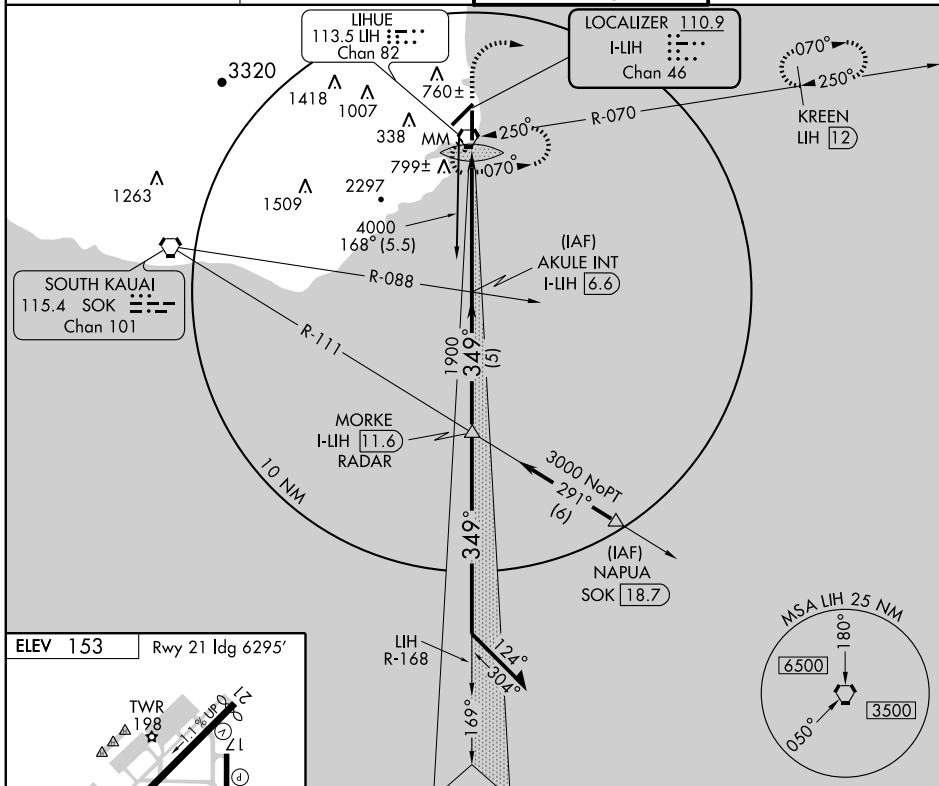 LIHUE
113.5 LIH
Chan 82
LOCALIZER 110.9
I-LIH
Chan 46
070°
250°
KREEN
LIH 12
R-070
3320
1418
1007
760±
338
MM
250°
070°
799±
1263
1509
2297
4000
168° (5.5)
(IAF)
AKULE INT
I-LIH 6.6
SOUTH KAUAI
115.4 SOK
Chan 101
R-088
R-111
1900
349°
(5)
MORKE
I-LIH 11.6
RADAR
3000 NoPT
291°
(6)
10 NM
349°
(IAF)
NAPUA
SOK 18.7
LIH
R-168
124°
304°
169°
MSA LIH 25 NM
180°
6500
3500
050°
ELEV 153
Rwy 21 ldg 6295'
TWR
198
1.1% UP
21
V
17
P